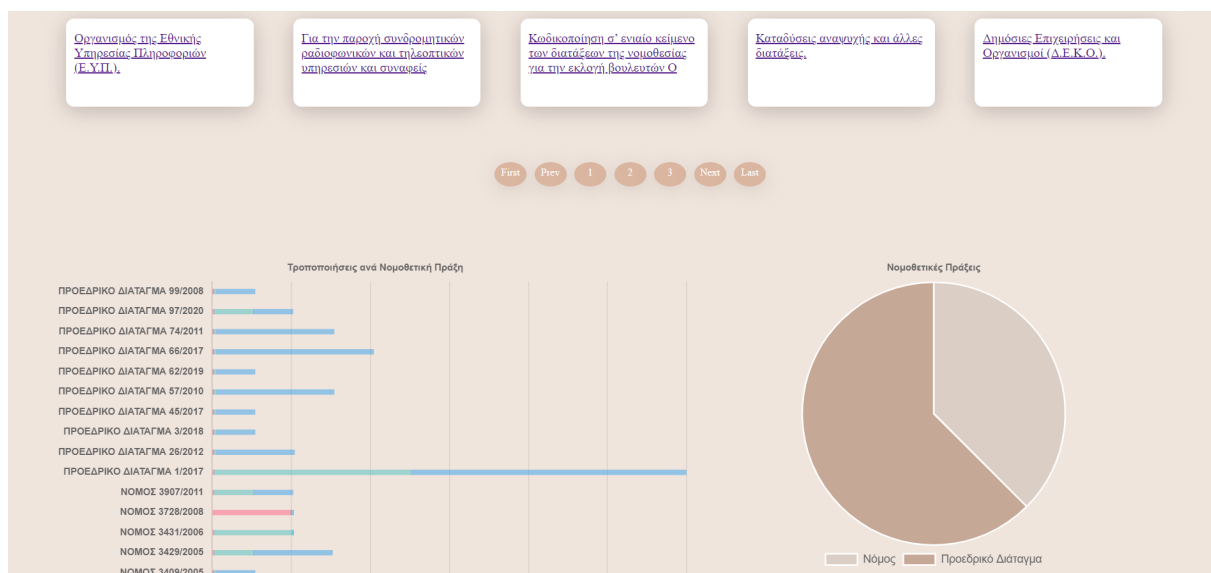 Οργανισμός της Εθνικής
Υπηρεσίας Πληροφοριών
(Ε.Υ.Π.).
Για την παροχή συνδρομητικών
ραδιοφωνικών και τηλεοπτικών
υπηρεσιών και συναφείς
Κωδικοποίηση σ’ ενιαίο κείμενο
των διατάξεων της νομοθεσίας
για την εκλογή βουλευτών Ο
Καταδύσεις αναψυχής και άλλες
διατάξεις.
Δημόσιες Επιχειρήσεις και
Οργανισμοί (Δ.Ε.Κ.Ο.).
First Prev 1 2 3 Next Last
Τροποποιήσεις ανά Νομοθετική Πράξη
ΠΡΟΕΔΡΙΚΟ ΔΙΑΤΑΓΜΑ 99/2008
ΠΡΟΕΔΡΙΚΟ ΔΙΑΤΑΓΜΑ 97/2020
ΠΡΟΕΔΡΙΚΟ ΔΙΑΤΑΓΜΑ 74/2011
ΠΡΟΕΔΡΙΚΟ ΔΙΑΤΑΓΜΑ 66/2017
ΠΡΟΕΔΡΙΚΟ ΔΙΑΤΑΓΜΑ 62/2019
ΠΡΟΕΔΡΙΚΟ ΔΙΑΤΑΓΜΑ 57/2010
ΠΡΟΕΔΡΙΚΟ ΔΙΑΤΑΓΜΑ 45/2017
ΠΡΟΕΔΡΙΚΟ ΔΙΑΤΑΓΜΑ 3/2018
ΠΡΟΕΔΡΙΚΟ ΔΙΑΤΑΓΜΑ 26/2012
ΠΡΟΕΔΡΙΚΟ ΔΙΑΤΑΓΜΑ 1/2017
ΝΟΜΟΣ 3907/2011
ΝΟΜΟΣ 3728/2008
ΝΟΜΟΣ 3431/2006
ΝΟΜΟΣ 3429/2005
ΝΟΜΟΣ 3409/2005
Νομοθετικές Πράξεις
Νόμος Προεδρικό Διάταγμα